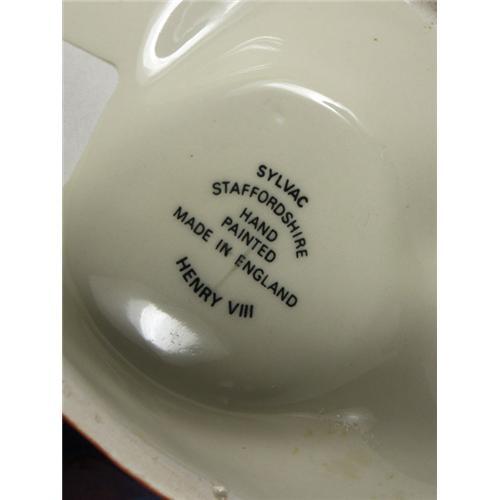 SYLVAC
STAFFORDSHIRE
HAND
PAINTED
MADE IN ENGLAND
HENRY VIII